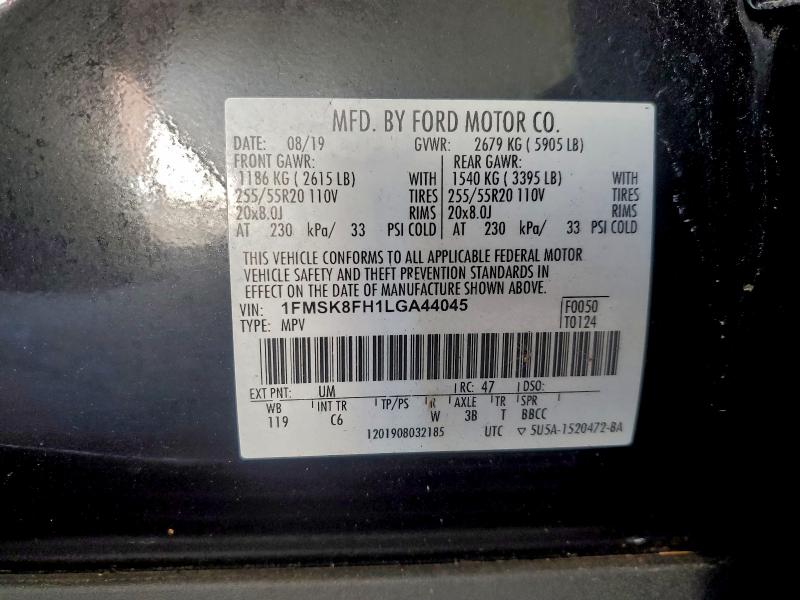 MFD. BY FORD MOTOR CO.
DATE: 08/19 GVWR: 2679 KG ( 5905 LB)
FRONT GAWR: REAR GAWR:
1186 KG ( 2615 LB) WITH 1540 KG ( 3395 LB) WITH
255/55R20 110V TIRES 255/55R20 110V TIRES
20x8.0J RIMS 20x8.0J RIMS
AT 230 kPa/ 33 PSI COLD AT 230 kPa/ 33 PSI COLD
THIS VEHICLE CONFORMS TO ALL APPLICABLE FEDERAL MOTOR
VEHICLE SAFETY AND THEFT PREVENTION STANDARDS IN
EFFECT ON THE DATE OF MANUFACTURE SHOWN ABOVE.
VIN: 1FMSK8FH1LGA44045 F0050
TYPE: MPV T0124
EXT PNT: UM RC: 47 DSO:
WB INT TR TP/PS R AXLE TR SPR
119 C6 W 3B T BBCC
1201908032185 UTC ▽ 5U5A-1520472-BA